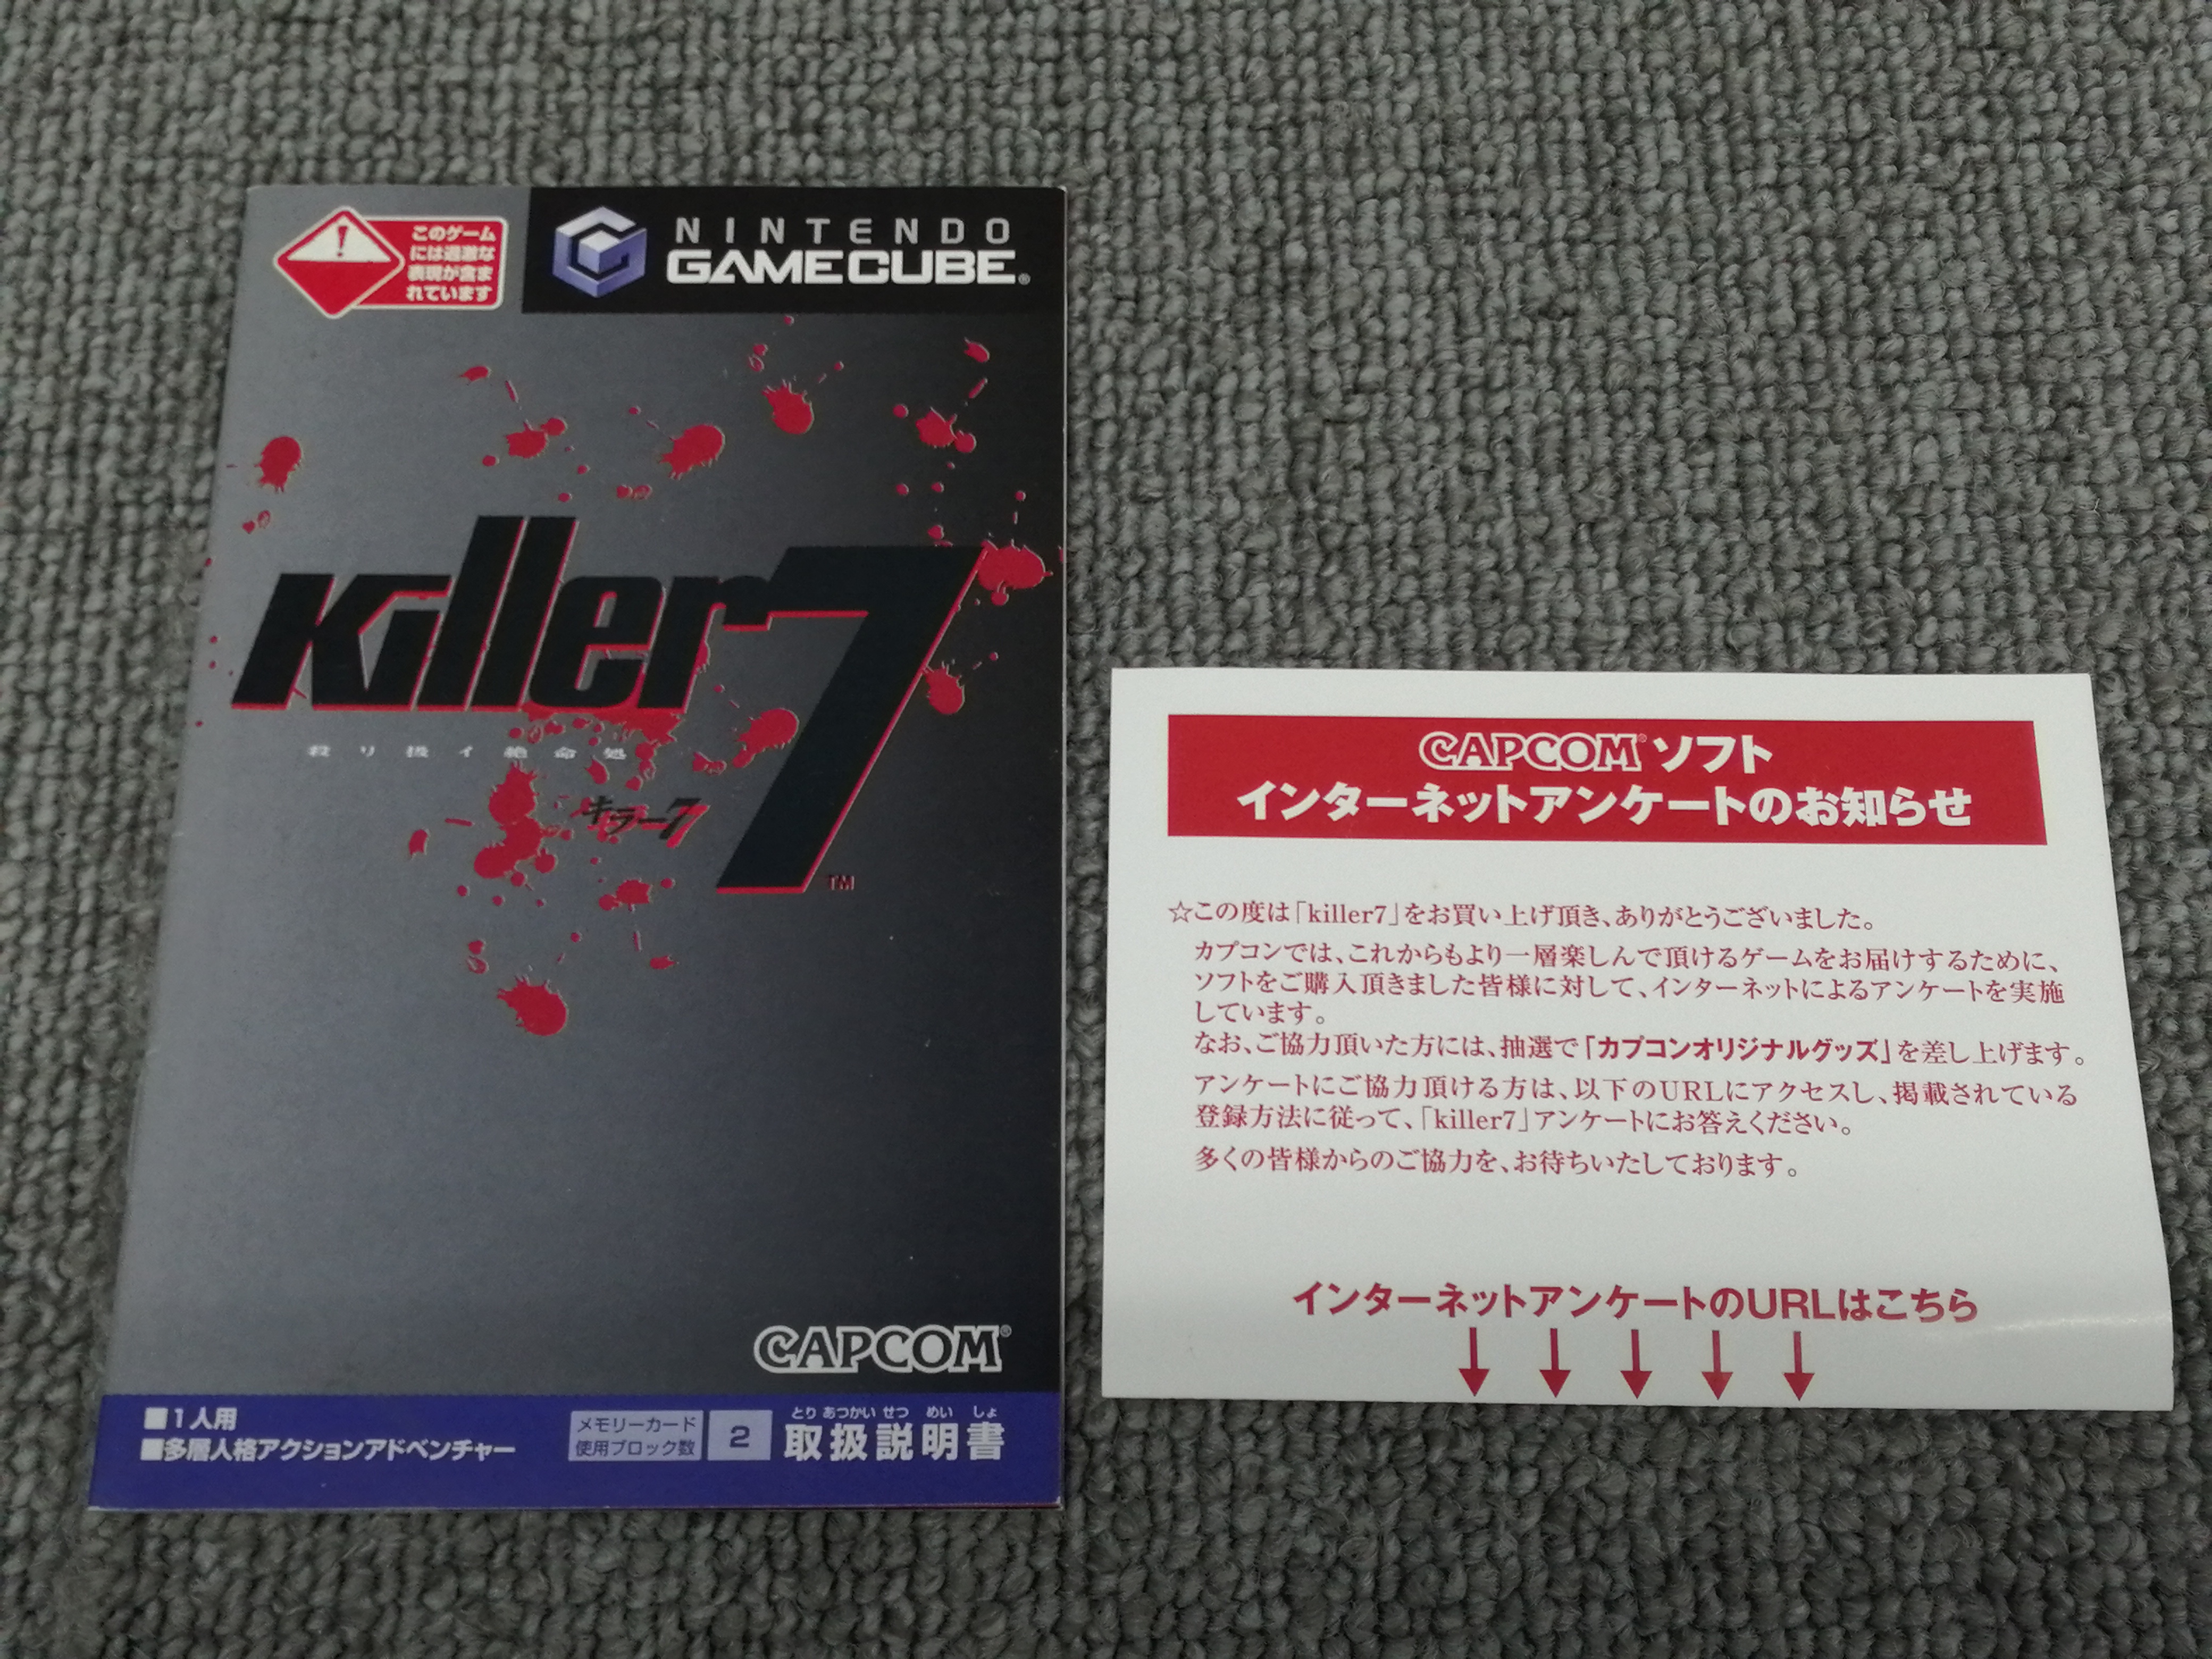 このゲーム
には過激な
表現が含ま
れています
NINTENDO
GAMECUBE®
killer7
殺リ扱イ絶命処
キラー7
TM
CAPCOM®
■1人用
■多層人格アクションアドベンチャー
メモリーカード
使用ブロック数
2
とりあつかいせつめいしょ
取扱説明書
CAPCOM®ソフト
インターネットアンケートのお知らせ
☆この度は「killer7」をお買い上げ頂き、ありがとうございました。
カプコンでは、これからもより一層楽しんで頂けるゲームをお届けするために、
ソフトをご購入頂きました皆様に対して、インターネットによるアンケートを実施
しています。
なお、ご協力頂いた方には、抽選で「カプコンオリジナルグッズ」を差し上げます。
アンケートにご協力頂ける方は、以下のURLにアクセスし、掲載されている
登録方法に従って、「killer7」アンケートにお答えください。
多くの皆様からのご協力を、お待ちいたしております。
インターネットアンケートのURLはこちら